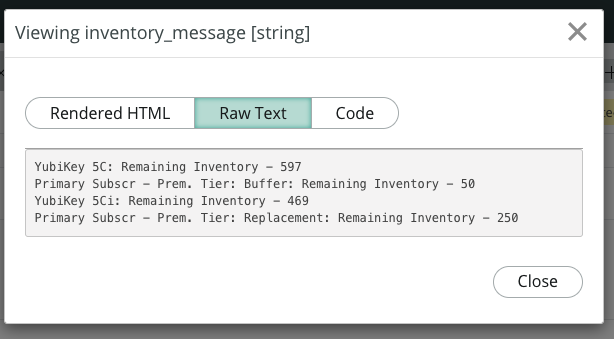 Viewing inventory_message [string]
Rendered HTML
Raw Text
Code
YubiKey 5C: Remaining Inventory – 597
Primary Subscr – Prem. Tier: Buffer: Remaining Inventory – 50
YubiKey 5Ci: Remaining Inventory – 469
Primary Subscr – Prem. Tier: Replacement: Remaining Inventory – 250
Close